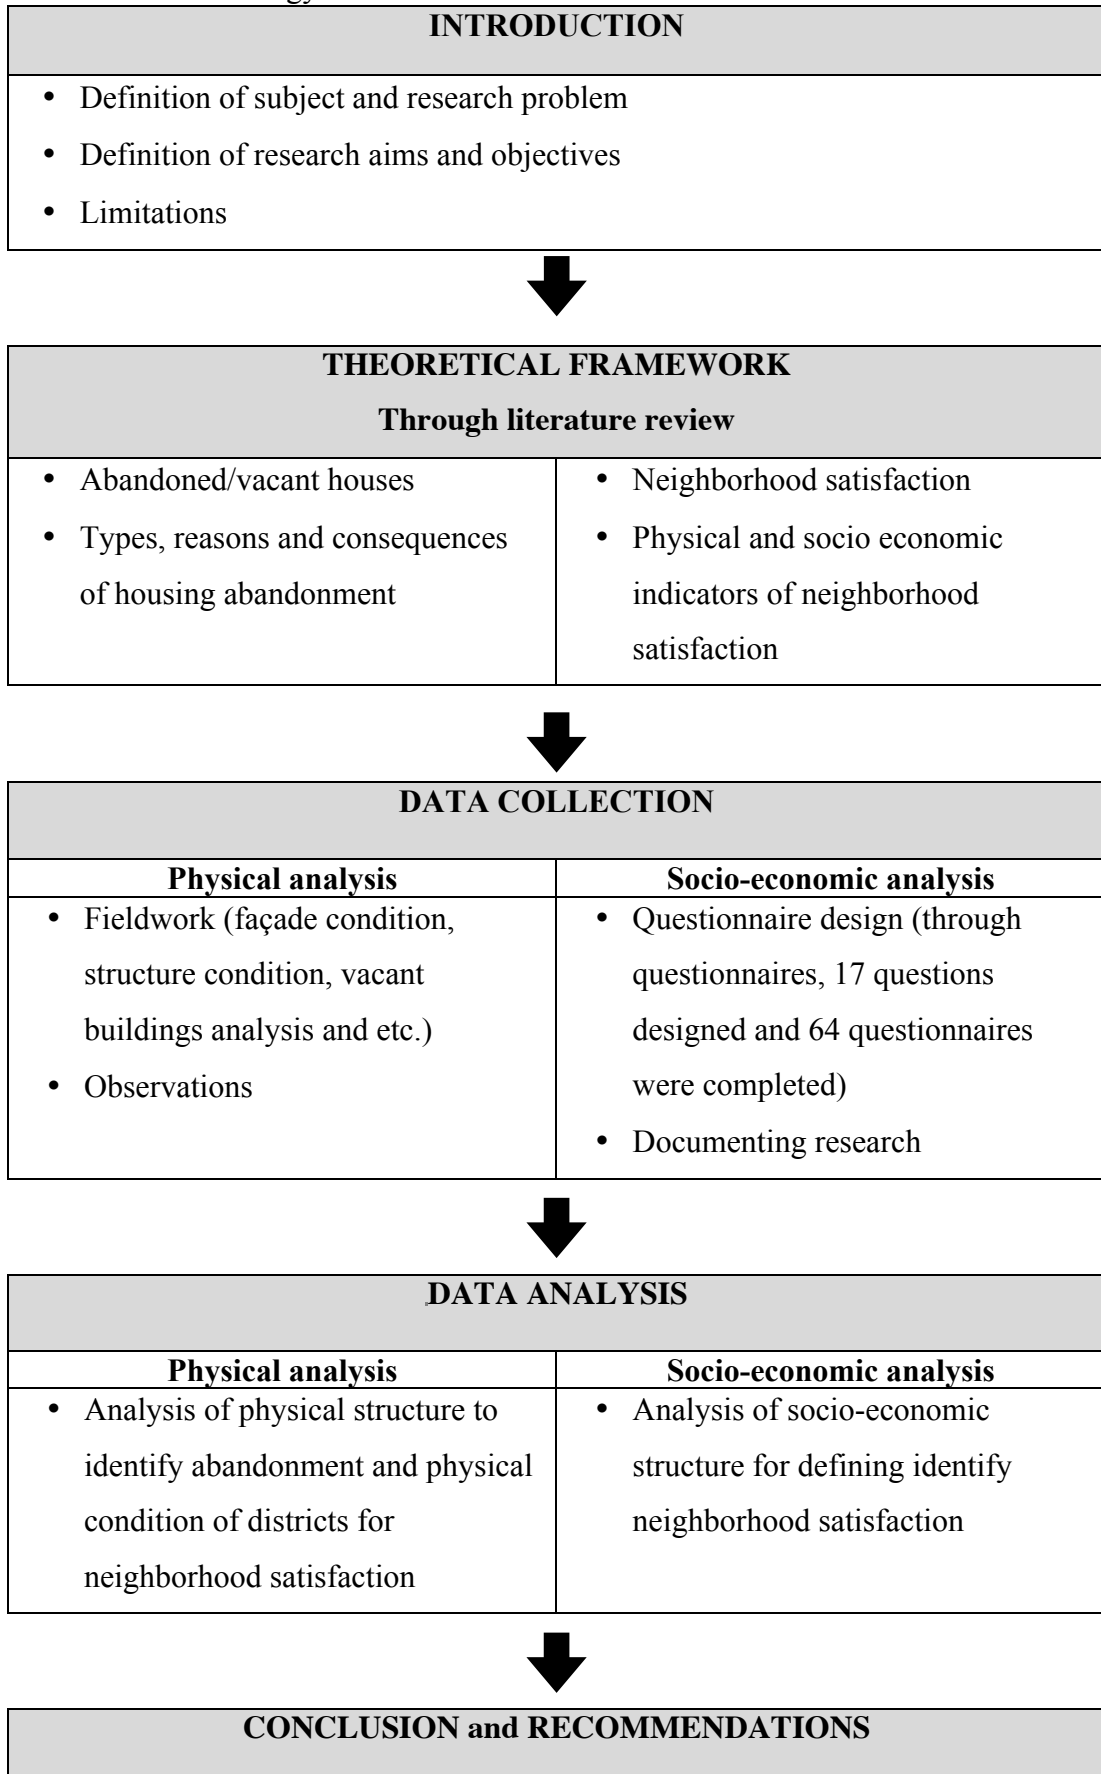 INTRODUCTION
• Definition of subject and research problem
• Definition of research aims and objectives
• Limitations
THEORETICAL FRAMEWORK
Through literature review
• Abandoned/vacant houses
• Types, reasons and consequences
of housing abandonment
• Neighborhood satisfaction
• Physical and socio economic
indicators of neighborhood
satisfaction
DATA COLLECTION
Physical analysis
• Fieldwork (façade condition,
structure condition, vacant
buildings analysis and etc.)
• Observations
Socio-economic analysis
• Questionnaire design (through
questionnaires, 17 questions
designed and 64 questionnaires
were completed)
• Documenting research
DATA ANALYSIS
Physical analysis
• Analysis of physical structure to
identify abandonment and physical
condition of districts for
neighborhood satisfaction
Socio-economic analysis
• Analysis of socio-economic
structure for defining identify
neighborhood satisfaction
CONCLUSION and RECOMMENDATIONS